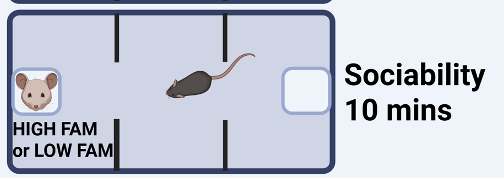 HIGH FAM
or LOW FAM
Sociability
10 mins